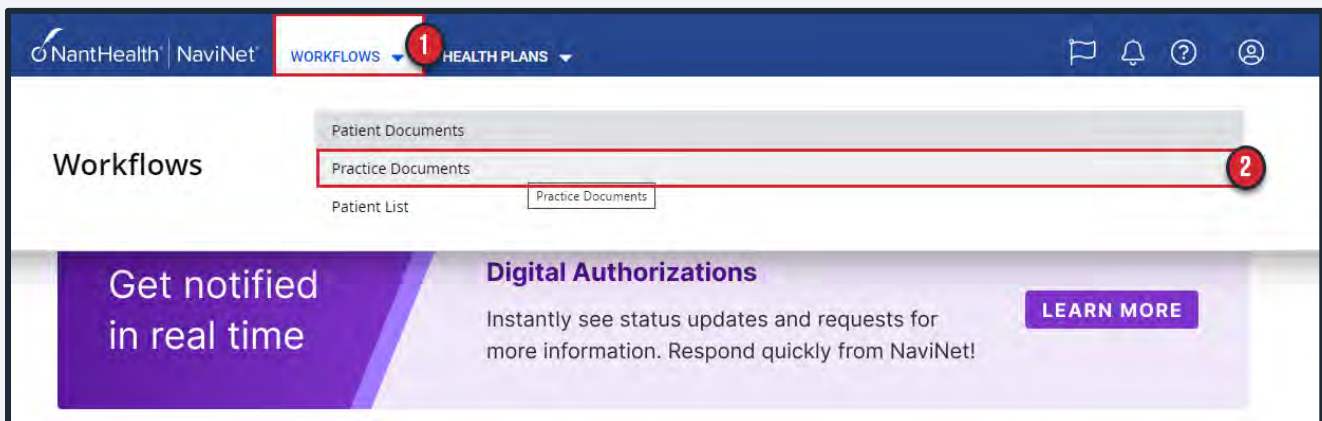 NantHealth® | NaviNet® WORKFLOWS 1 HEALTH PLANS
Workflows
Patient Documents
Practice Documents 2
Practice Documents
Patient List
Get notified
in real time
Digital Authorizations
Instantly see status updates and requests for
more information. Respond quickly from NaviNet!
LEARN MORE